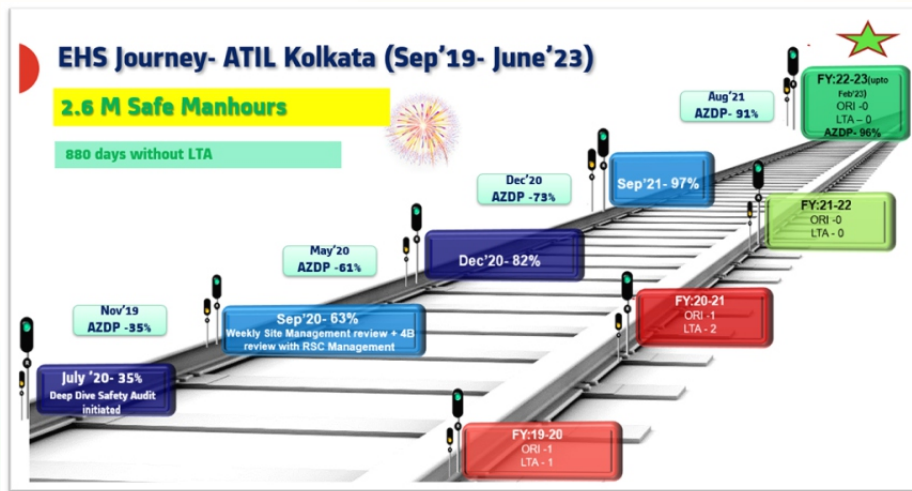 EHS Journey- ATIL Kolkata (Sep'19- June'23)
2.6 M Safe Manhours
880 days without LTA
Nov'19
AZDP -35%
May'20
AZDP -61%
Dec'20
AZDP -73%
Aug'21
AZDP- 91%
July '20- 35%
Deep Dive Safety Audit
initiated
Sep'20- 63%
Weekly Site Management review + 4B
review with RSC Management
Dec'20- 82%
Sep'21- 97%
FY:19-20
ORI -1
LTA - 1
FY:20-21
ORI -1
LTA - 2
FY:21-22
ORI -0
LTA - 0
FY:22-23(upto
Feb'23)
ORI -0
LTA – 0
AZDP- 96%